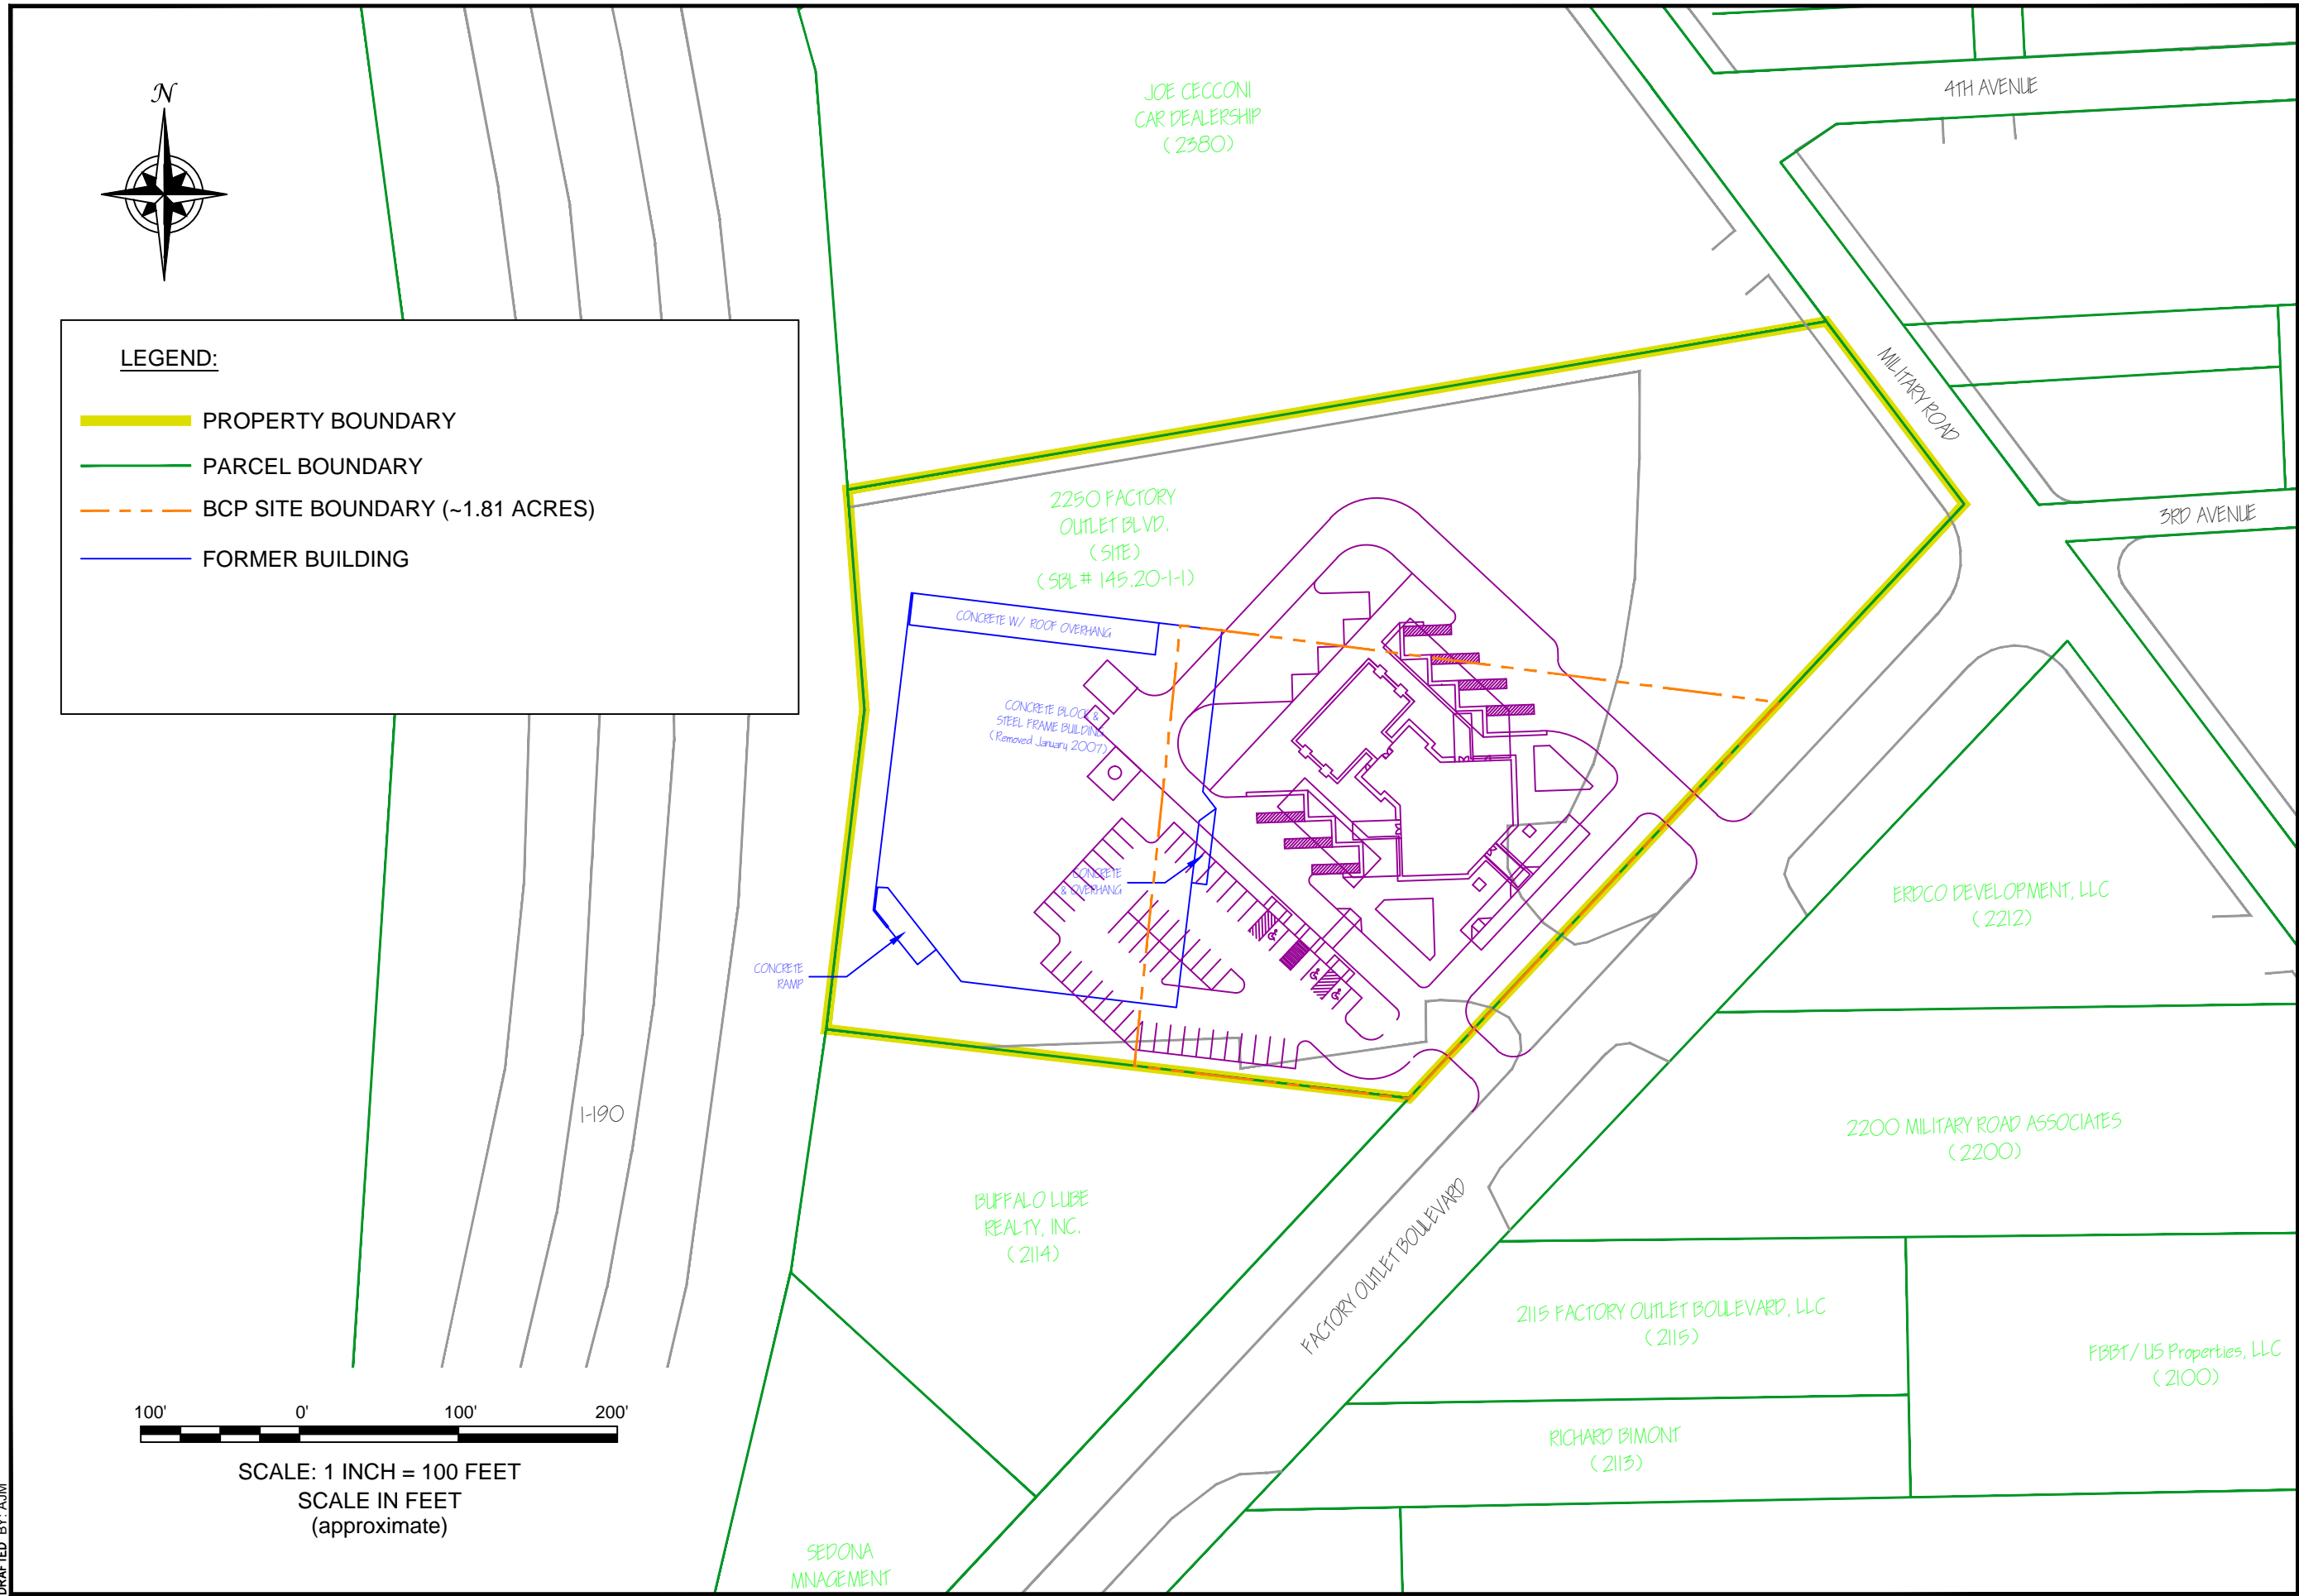 N
JOE CECCONI
CAR DEALERSHIP
(2380)
4TH AVENUE
LEGEND:
PROPERTY BOUNDARY
PARCEL BOUNDARY
BCP SITE BOUNDARY (~1.81 ACRES)
FORMER BUILDING
MILITARY ROAD
3RD AVENUE
2250 FACTORY
OUTLET BLVD.
(SITE)
(SBL# 145.20-1-1)
CONCRETE W/ ROOF OVERHANG
CONCRETE BLOCK &
STEEL FRAME BUILDING
(Removed January 2007)
CONCRETE
& OVERHANG
CONCRETE
RAMP
ERDCO DEVELOPMENT, LLC
(2212)
I-190
2200 MILITARY ROAD ASSOCIATES
(2200)
BUFFALO LUBE
REALTY, INC.
(2114)
FACTORY OUTLET BOULEVARD
2115 FACTORY OUTLET BOULEVARD, LLC
(2115)
FBBT/ US Properties, LLC
(2100)
RICHARD BIMONT
(2113)
100' 0' 100' 200'
SCALE: 1 INCH = 100 FEET
SCALE IN FEET
(approximate)
SEDONA
MNAGEMENT
DRAFTED BY: AJM